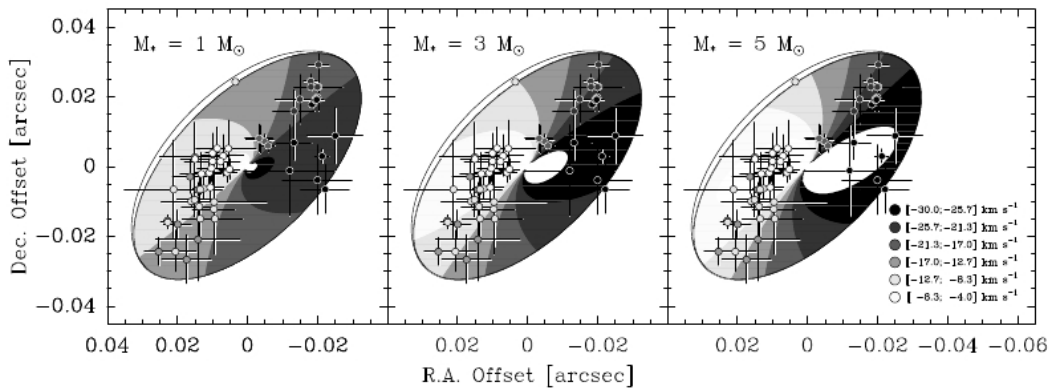 M* = 1 M⊙
M* = 3 M⊙
M* = 5 M⊙
0.04
0.02
0
−0.02
−0.04
Dec. Offset [arcsec]
[-30.0;-25.7] km s⁻¹
[-25.7;-21.3] km s⁻¹
[-21.3;-17.0] km s⁻¹
[-17.0;-12.7] km s⁻¹
[-12.7; -8.3] km s⁻¹
[ -8.3; -4.0] km s⁻¹
0.04 0.02 0 −0.02 0.02 0 −0.02 0.02 0 −0.02 −0.04 −0.06
R.A. Offset [arcsec]